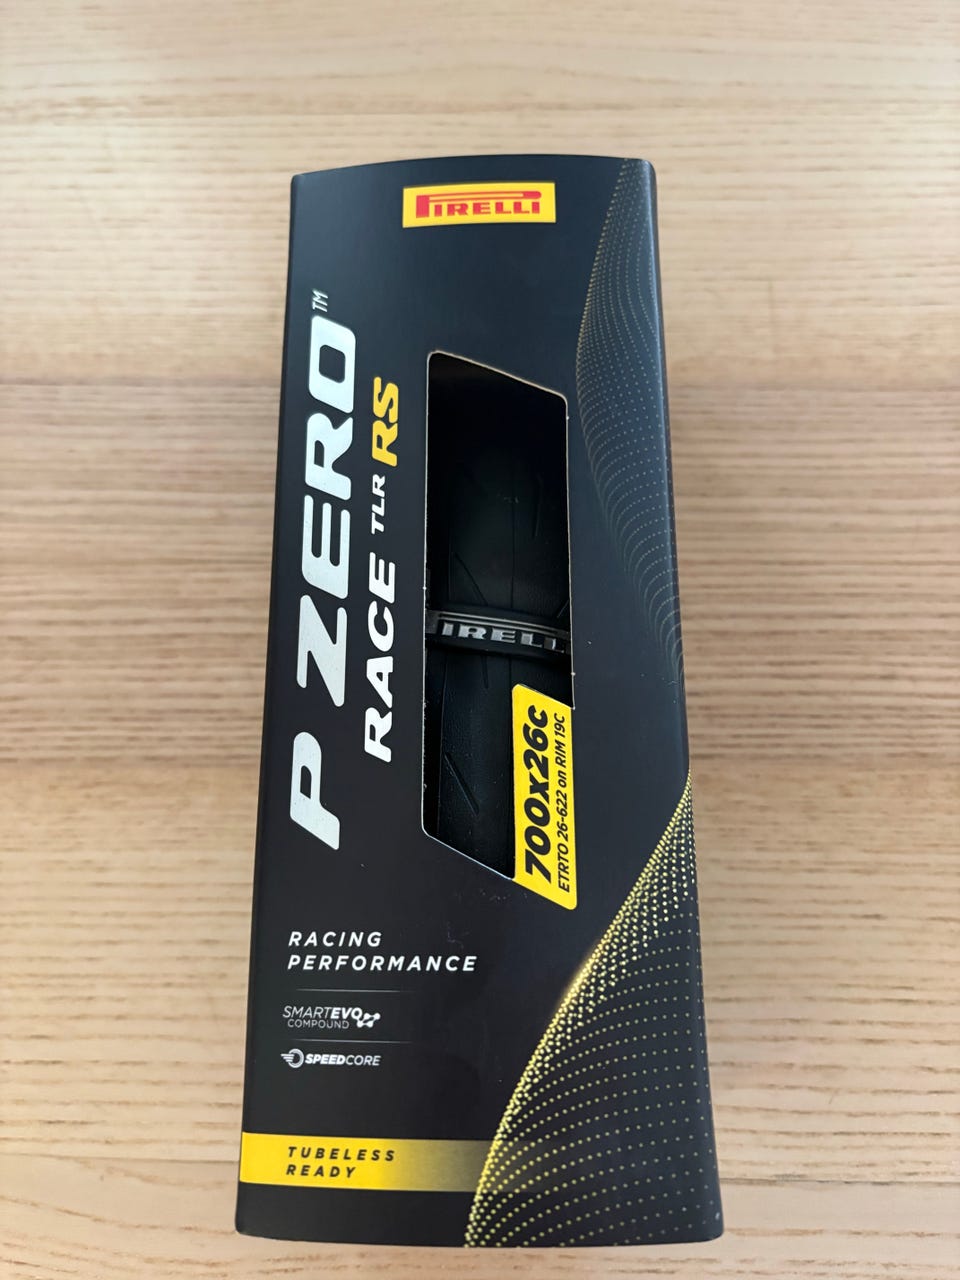 PIRELLI
P ZERO™
RACE TLR RS
PIRELLI
700x26c
ETRTO 26-622 on RIM 19C
RACING
PERFORMANCE
SMARTEVO
COMPOUND
SPEEDCORE
TUBELESS
READY